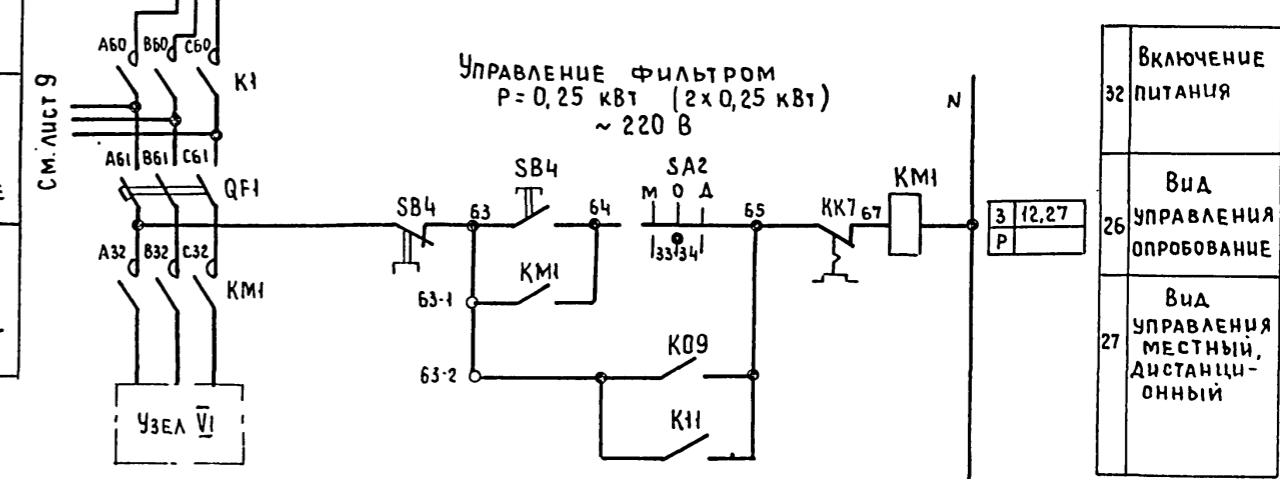 См. лист 9
А60 В60 С60
К1
А61 В61 С61
QF1
А32 В32 С32
КМ1
Узел VI
Управление фильтром
Р= 0,25 кВт (2 х 0,25 кВт)
~ 220 В
SB4
63
SB4
64
SA2
М О Д
33 34
65
КК7
67
КМ1
N
КМ1
63-1
63-2
К09
К11
З 12,27
Р
32
Включение
питания
26
Вид
управления
опробование
27
Вид
управления
местный,
дистанци-
онный